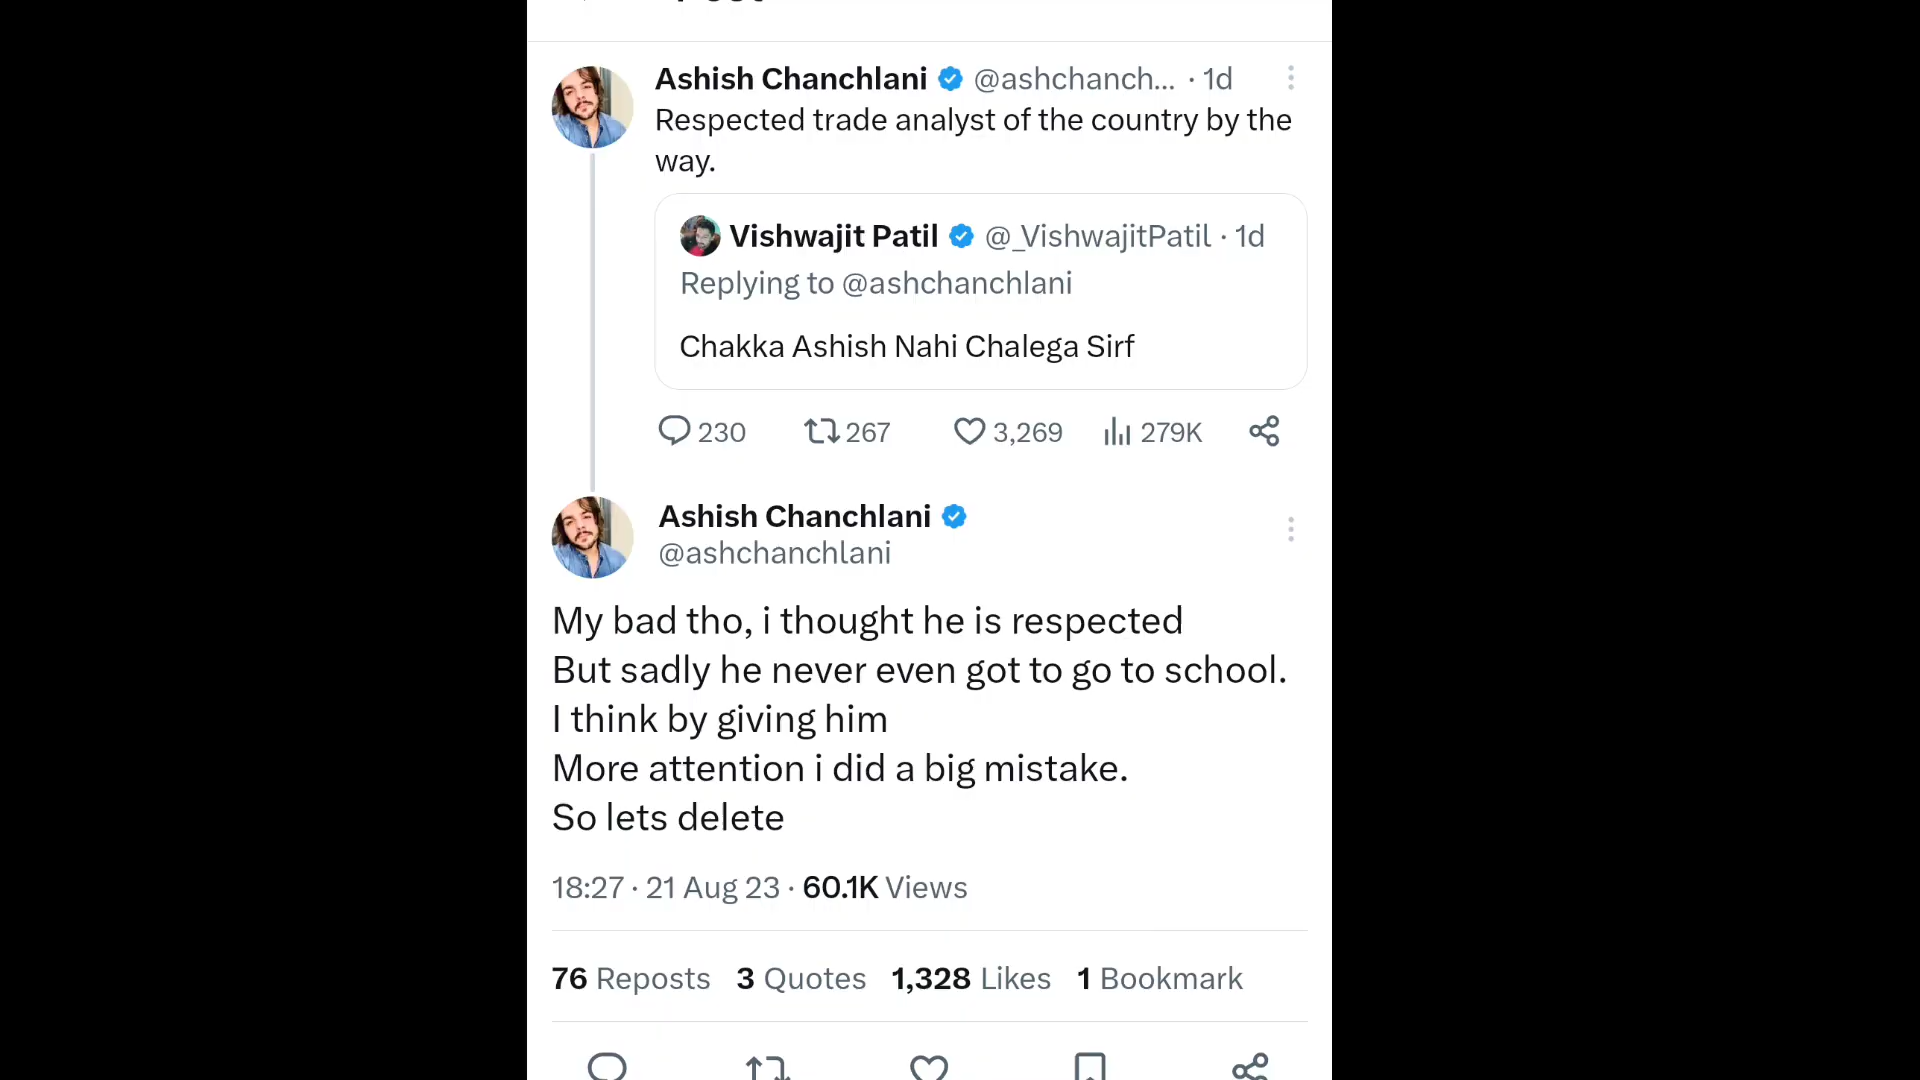 Ashish Chanchlani @ashchanch... · 1d
Respected trade analyst of the country by the
way.
Vishwajit Patil @_VishwajitPatil · 1d
Replying to @ashchanchlani
Chakka Ashish Nahi Chalega Sirf
230 267 3,269 279K
Ashish Chanchlani
@ashchanchlani
My bad tho, i thought he is respected
But sadly he never even got to go to school.
I think by giving him
More attention i did a big mistake.
So lets delete
18:27 · 21 Aug 23 · 60.1K Views
76 Reposts 3 Quotes 1,328 Likes 1 Bookmark